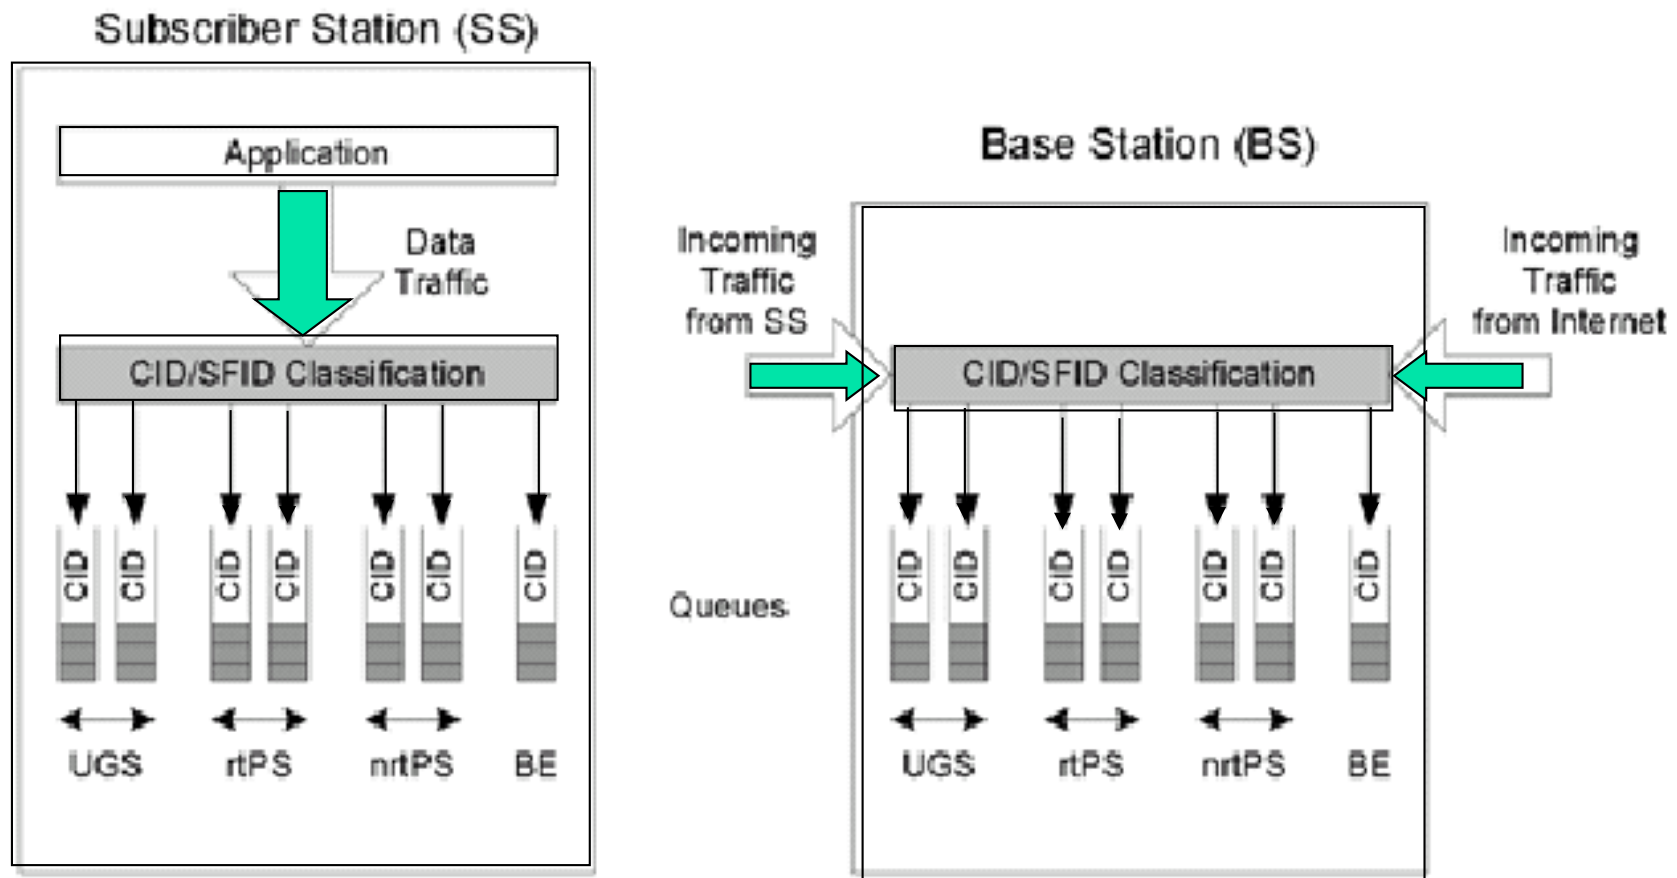 Subscriber Station (SS)
Application
Data
Traffic
CID/SFID Classification
CID CID CID CID CID CID CID
UGS rtPS nrtPS BE
Queues
Base Station (BS)
Incoming
Traffic
from SS
Incoming
Traffic
from Internet
CID/SFID Classification
CID CID CID CID CID CID CID
UGS rtPS nrtPS BE